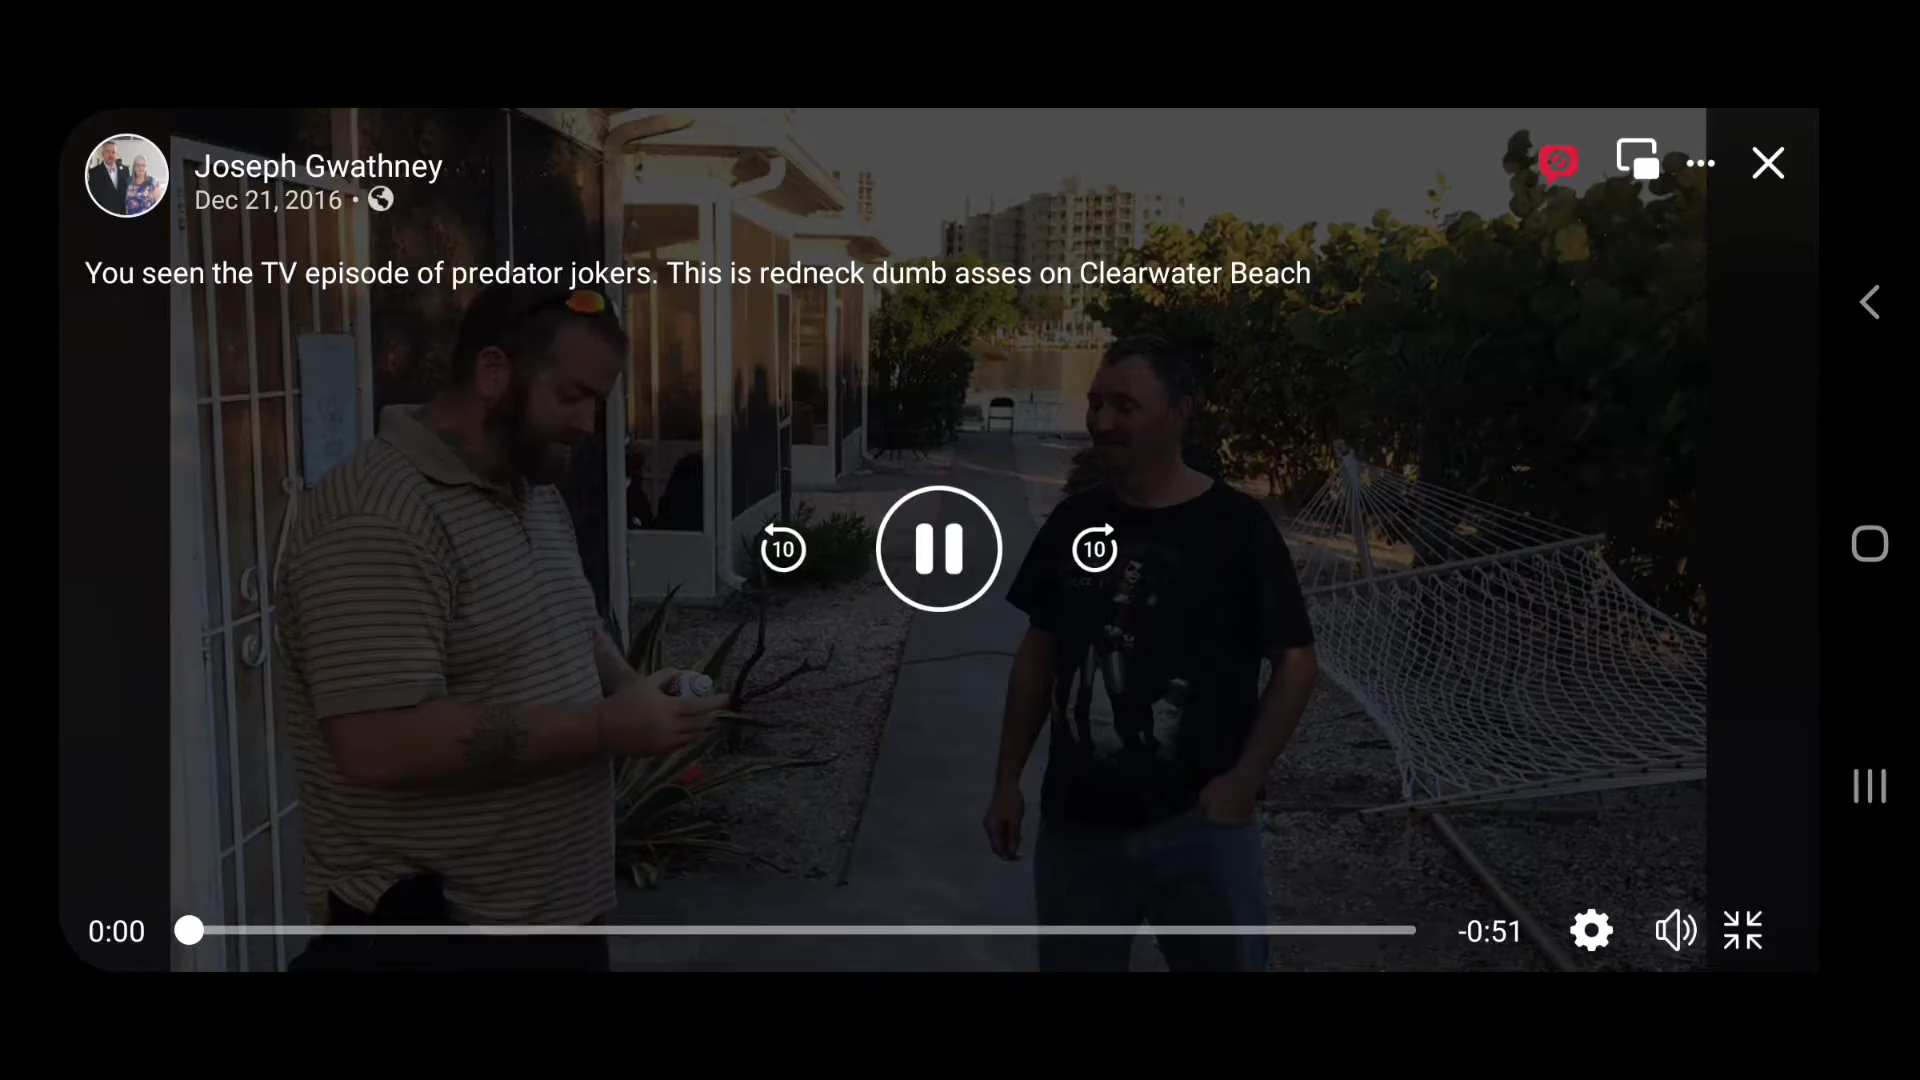 Joseph Gwathney
Dec 21, 2016 •
You seen the TV episode of predator jokers. This is redneck dumb asses on Clearwater Beach
10
10
0:00
-0:51